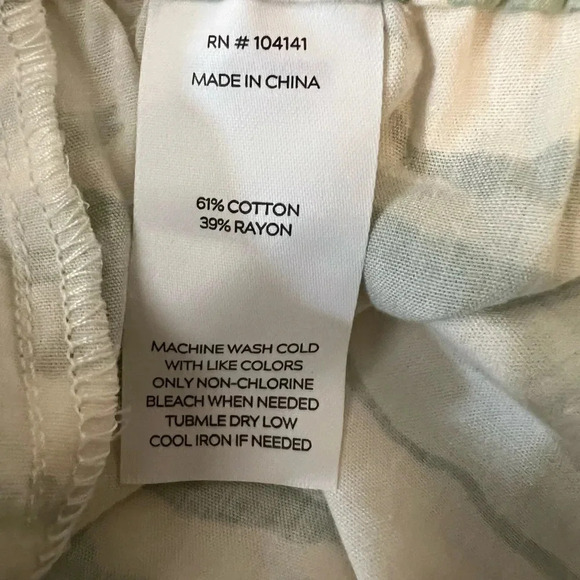 RN # 104141
MADE IN CHINA
61% COTTON
39% RAYON
MACHINE WASH COLD
WITH LIKE COLORS
ONLY NON-CHLORINE
BLEACH WHEN NEEDED
TUBMLE DRY LOW
COOL IRON IF NEEDED